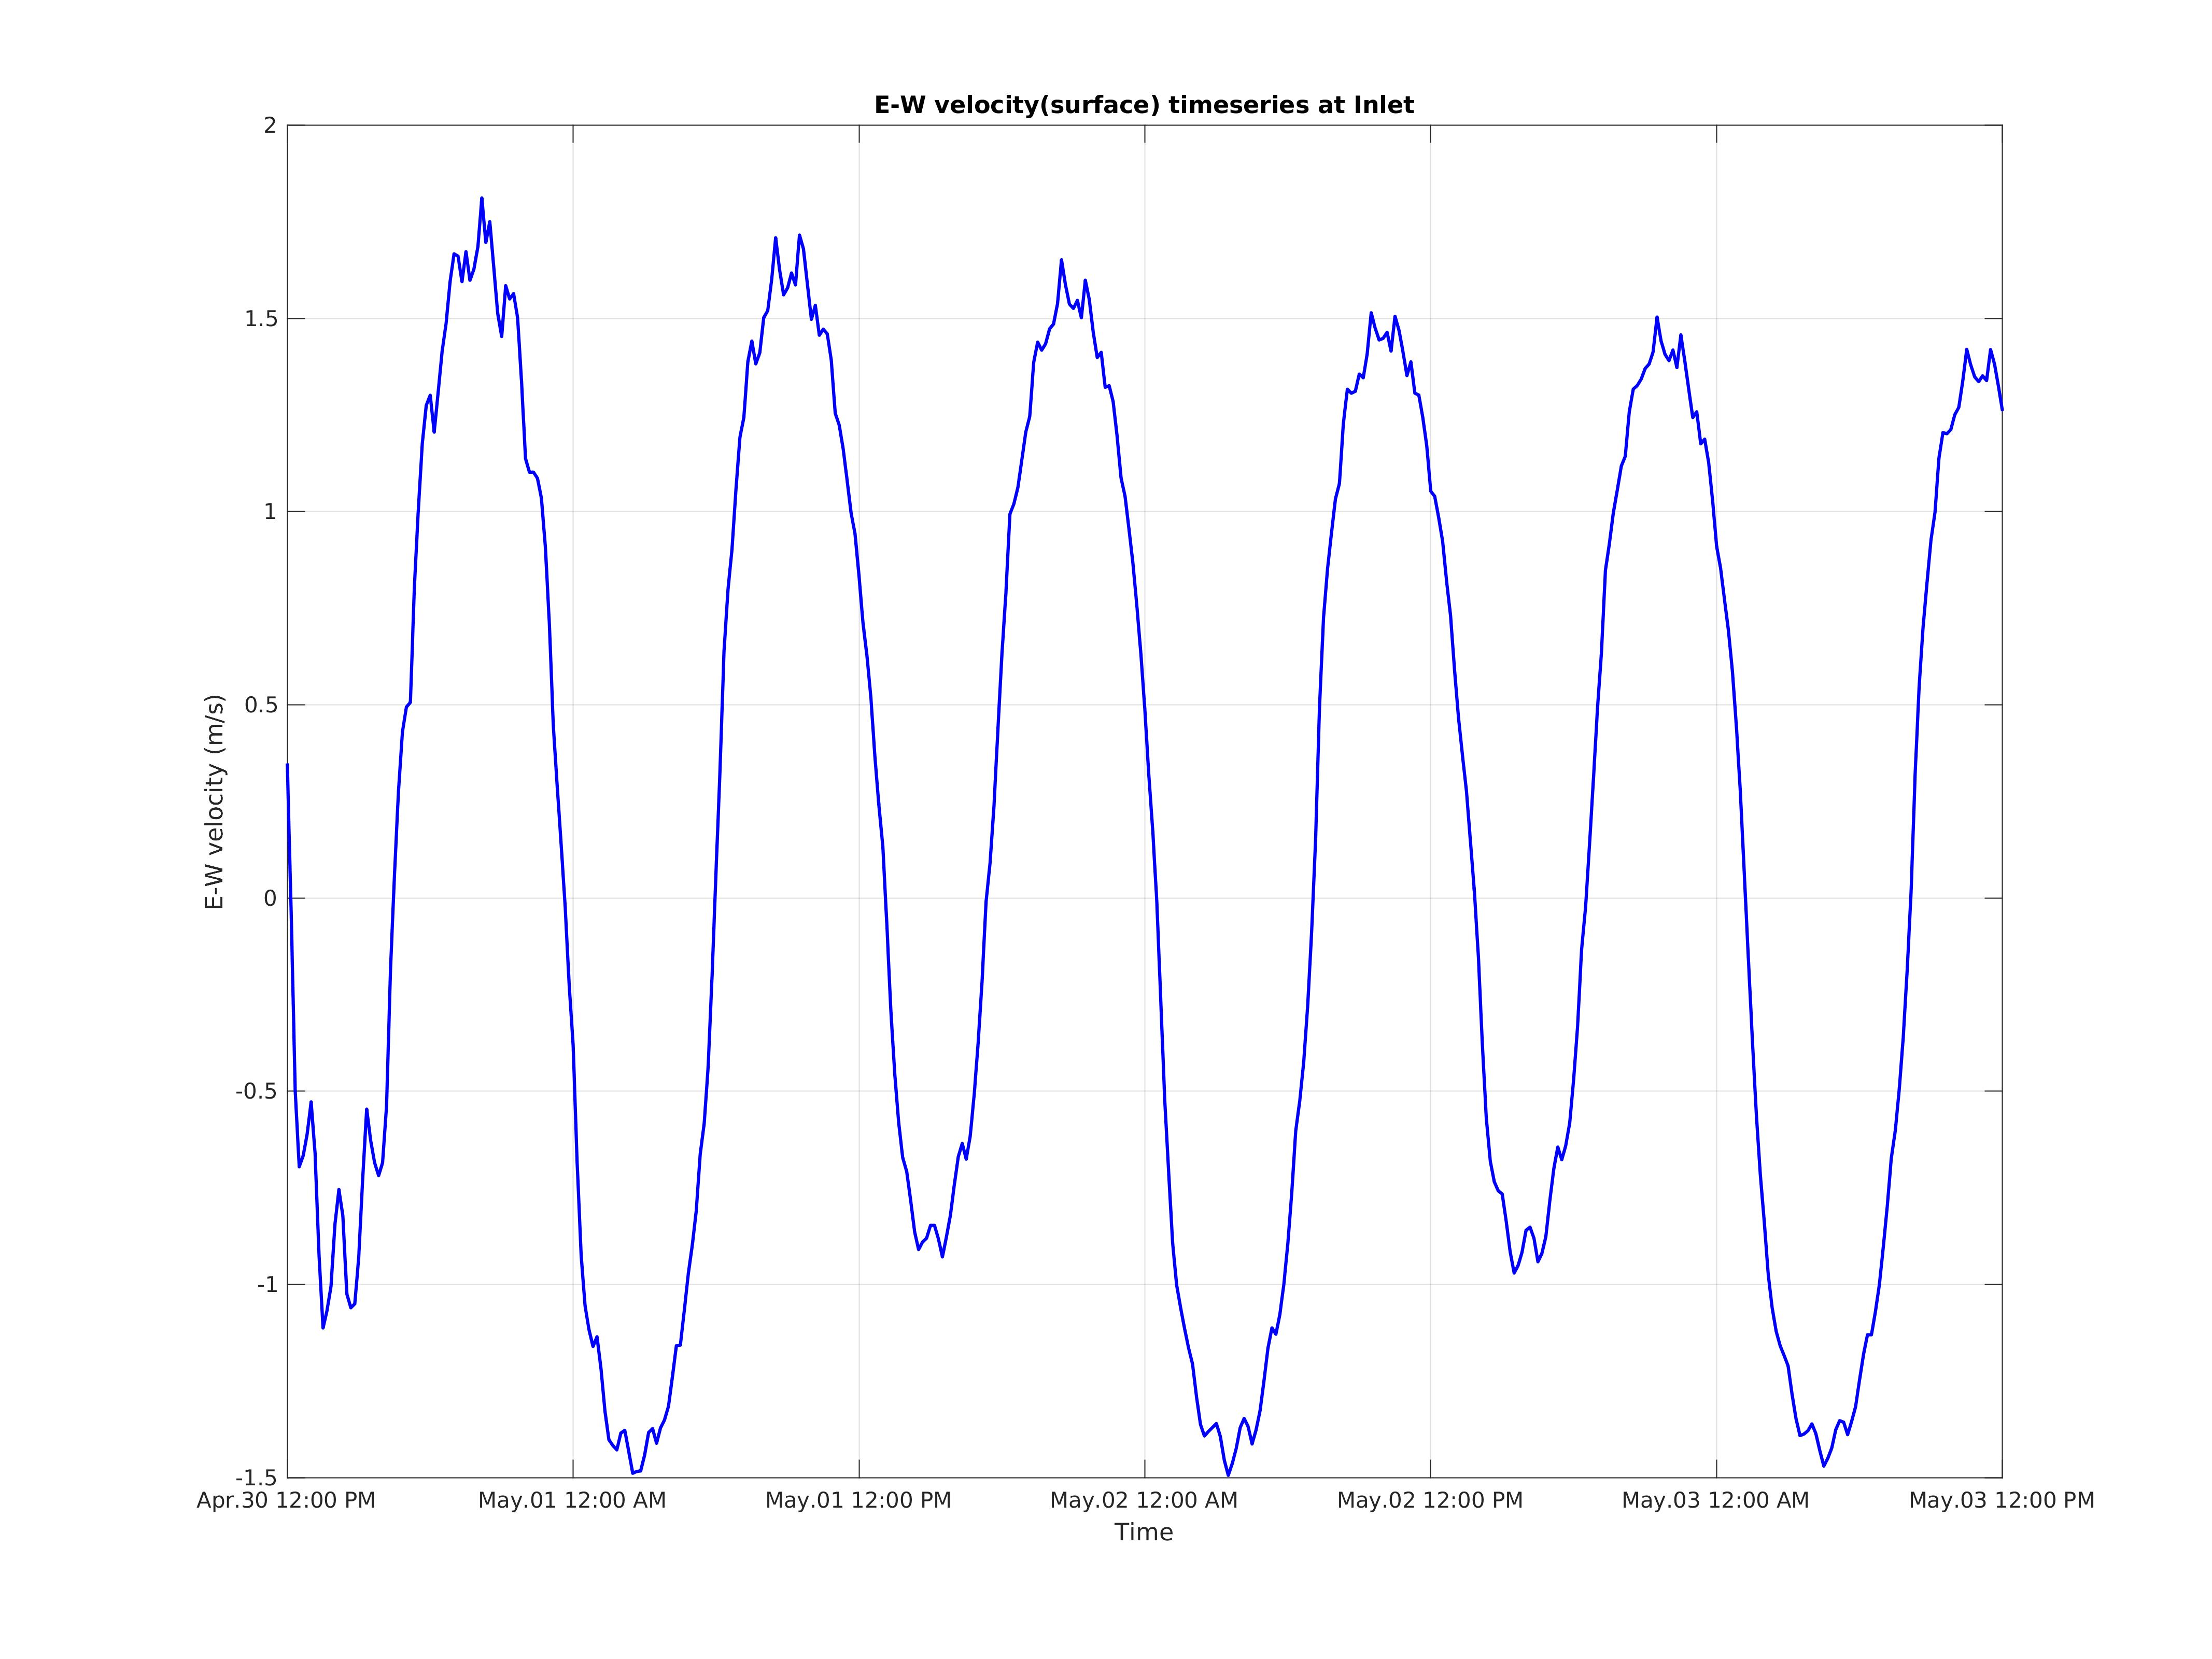 E-W velocity(surface) timeseries at Inlet
2
1.5
1
0.5
0
-0.5
-1
-1.5
E-W velocity (m/s)
Apr.30 12:00 PM May.01 12:00 AM May.01 12:00 PM May.02 12:00 AM May.02 12:00 PM May.03 12:00 AM May.03 12:00 PM
Time